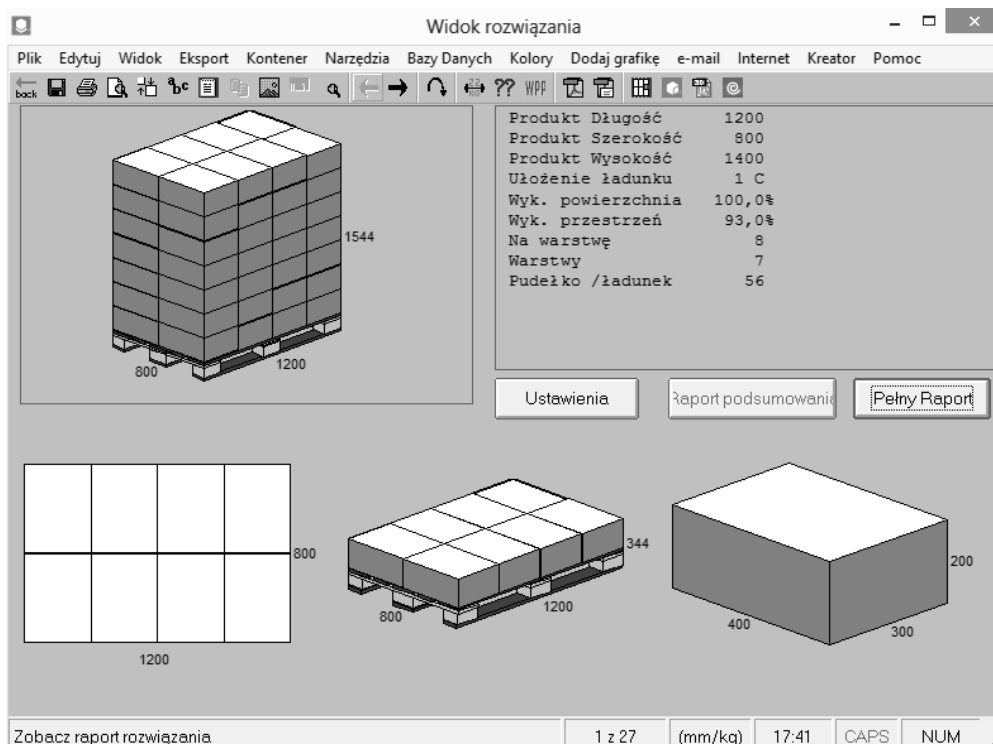 Widok rozwiązania
Plik Edytuj Widok Eksport Kontener Narzędzia Bazy Danych Kolory Dodaj grafikę e-mail Internet Kreator Pomoc
back abc ?? WPP
Produkt Długość 1200
Produkt Szerokość 800
Produkt Wysokość 1400
Ułożenie ładunku 1 C
Wyk. powierzchnia 100,0%
Wyk. przestrzeń 93,0%
Na warstwę 8
Warstwy 7
Pudełko /ładunek 56
1544
800
1200
Ustawienia Raport podsumowania Pełny Raport
800
1200
344
800
1200
200
400
300
Zobacz raport rozwiązania 1 z 27 (mm/kg) 17:41 CAPS NUM